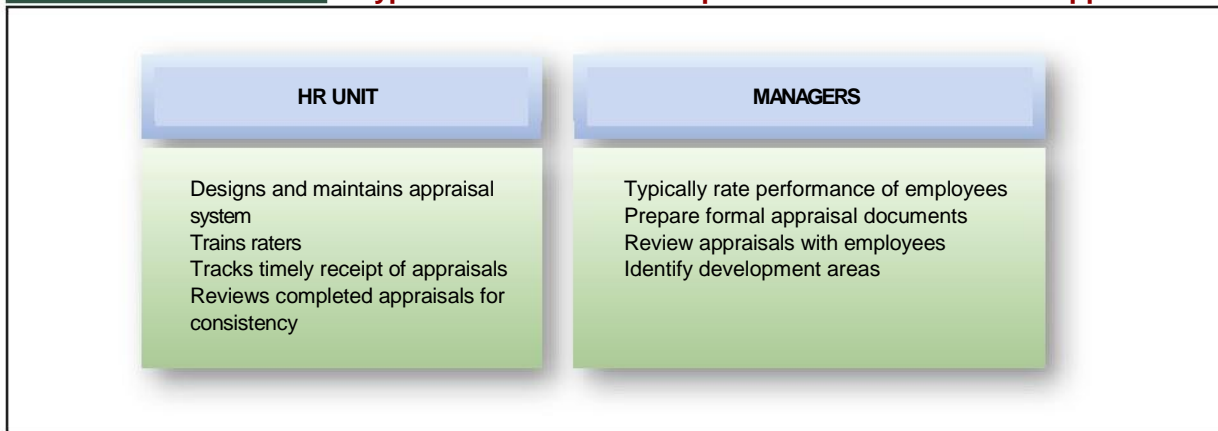 HR UNIT
Designs and maintains appraisal
system
Trains raters
Tracks timely receipt of appraisals
Reviews completed appraisals for
consistency
MANAGERS
Typically rate performance of employees
Prepare formal appraisal documents
Review appraisals with employees
Identify development areas